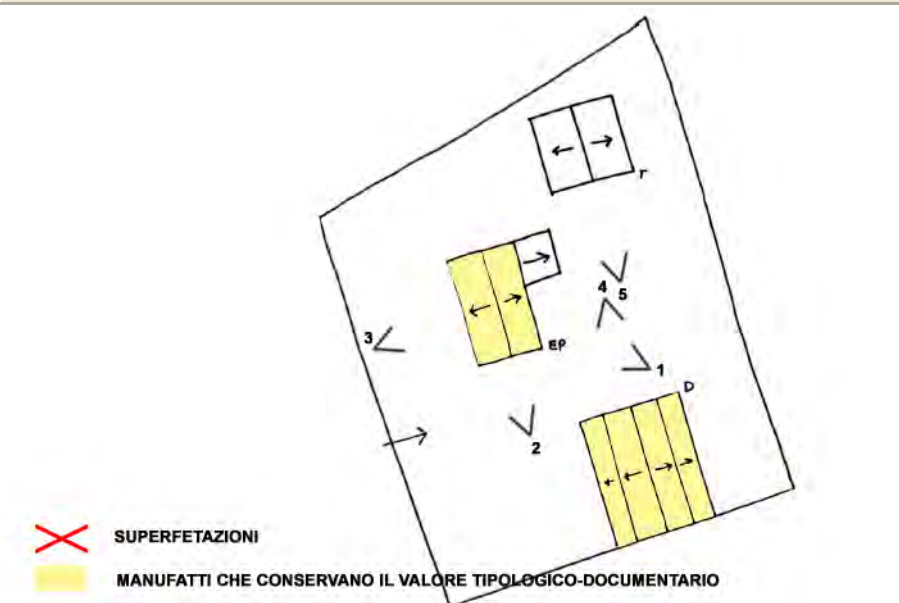 r
4
5
3
EP
1
D
2
SUPERFETAZIONI
MANUFATTI CHE CONSERVANO IL VALORE TIPOLOGICO-DOCUMENTARIO